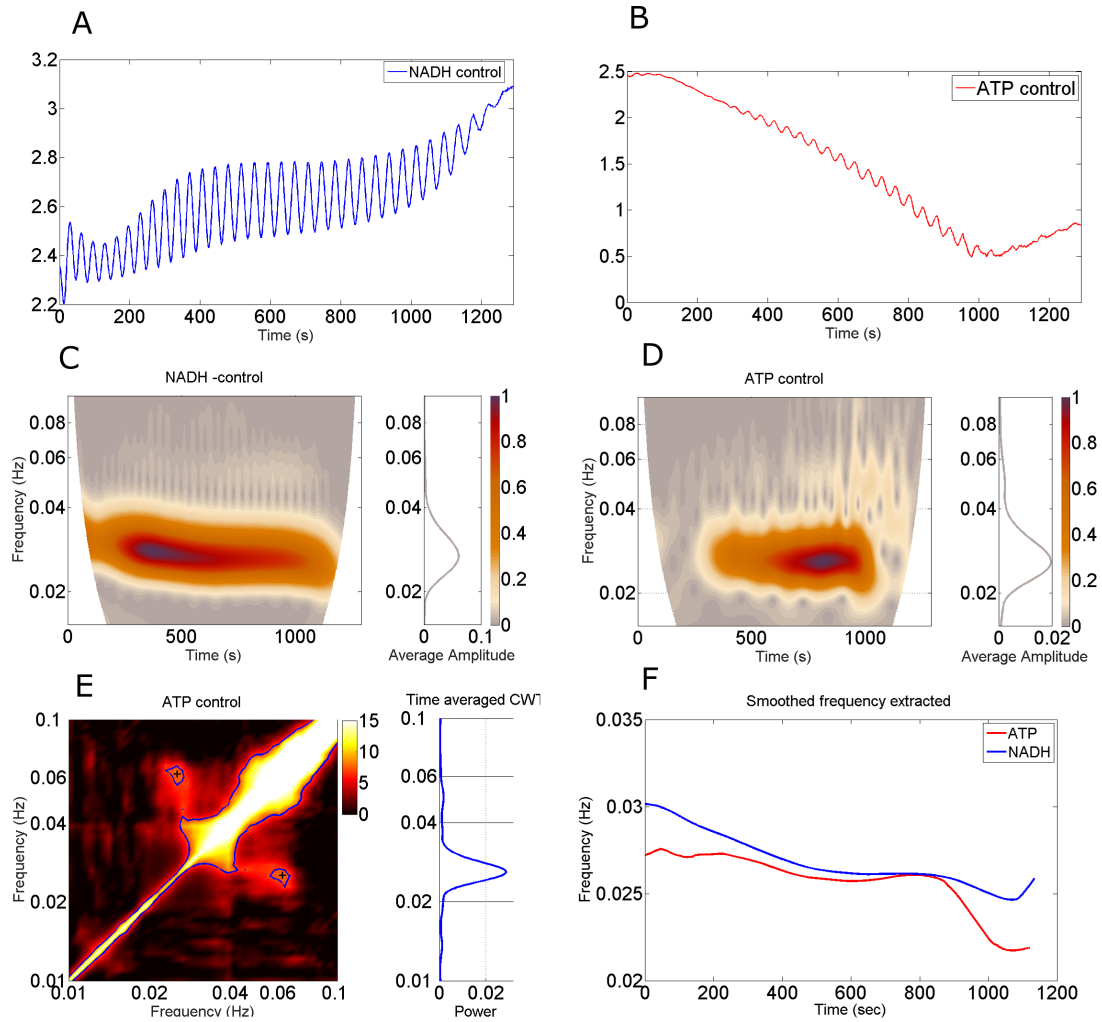 A
B
3.2
3
2.8
2.6
2.4
2.2
NADH control
0 200 400 600 800 1000 1200
Time (s)
2.5
2
1.5
1
0.5
0
ATP control
0 200 400 600 800 1000 1200
Time (s)
C
D
NADH -control
Frequency (Hz)
0.08
0.06
0.04
0.02
0 500 1000
Time (s)
0.08
0.06
0.04
0.02
0 0.1
Average Amplitude
1
0.8
0.6
0.4
0.2
0
ATP control
Frequency (Hz)
0.08
0.06
0.04
0.02
0 500 1000
Time (s)
0.08
0.06
0.04
0.02
0 0.02
Average Amplitude
1
0.8
0.6
0.4
0.2
0
E
F
ATP control
Frequency (Hz)
0.1
0.06
0.04
0.02
0.01
0.01 0.02 0.04 0.06 0.1
Frequency (Hz)
15
10
5
0
Time averaged CWT
0.1
0.06
0.04
0.02
0.01
0 0.02
Power
Smoothed frequency extracted
Frequency (Hz)
0.035
0.03
0.025
0.02
ATP
NADH
0 200 400 600 800 1000 1200
Time (sec)